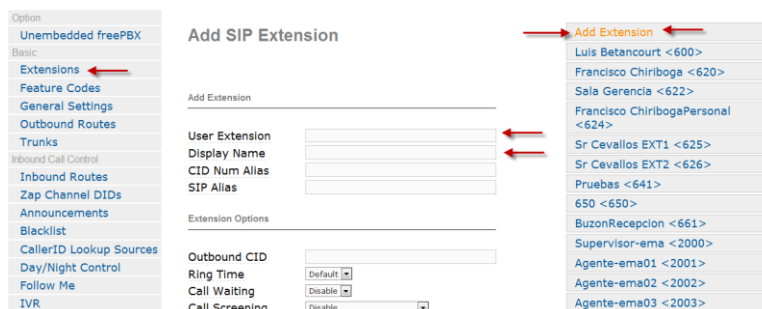 Option
Unembedded freePBX
Basic
Extensions
Feature Codes
General Settings
Outbound Routes
Trunks
Inbound Call Control
Inbound Routes
Zap Channel DIDs
Announcements
Blacklist
CallerID Lookup Sources
Day/Night Control
Follow Me
IVR
Add SIP Extension
Add Extension
User Extension
Display Name
CID Num Alias
SIP Alias
Extension Options
Outbound CID
Ring Time Default
Call Waiting Disable
Call Screening Disable
Add Extension
Luis Betancourt <600>
Francisco Chiriboga <620>
Sala Gerencia <622>
Francisco ChiribogaPersonal
<624>
Sr Cevallos EXT1 <625>
Sr Cevallos EXT2 <626>
Pruebas <641>
650 <650>
BuzonRecepcion <661>
Supervisor-ema <2000>
Agente-ema01 <2001>
Agente-ema02 <2002>
Agente-ema03 <2003>